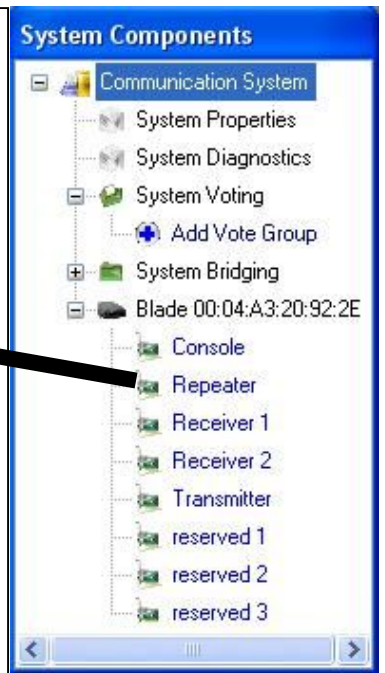 System Components
Communication System
System Properties
System Diagnostics
System Voting
Add Vote Group
System Bridging
Blade 00:04:A3:20:92:2E
Console
Repeater
Receiver 1
Receiver 2
Transmitter
reserved 1
reserved 2
reserved 3